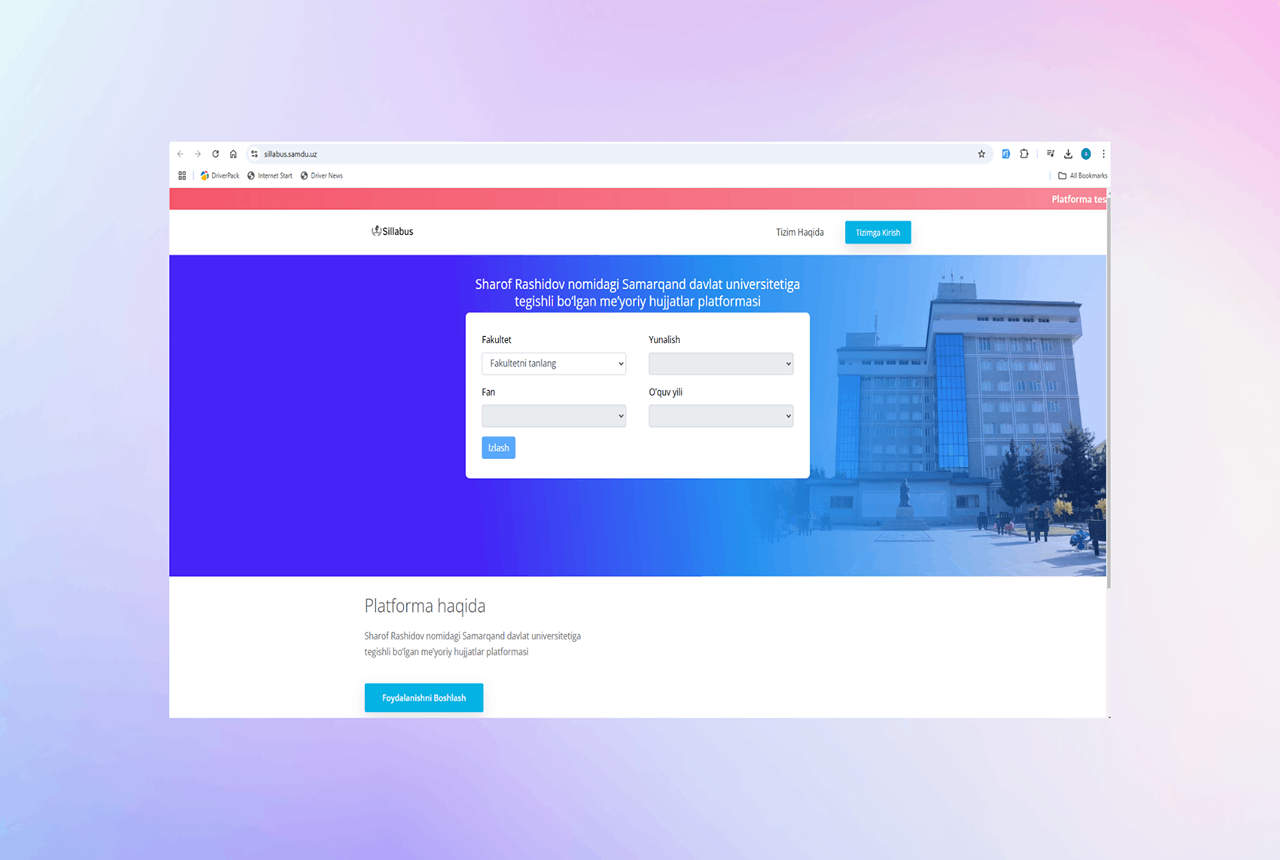 sillabus.samdu.uz
DriverPack Internet Start Driver News All Bookmarks
Platforma tes
Sillabus Tizim Haqida Tizimga Kirish
Sharof Rashidov nomidagi Samarqand davlat universitetiga
tegishli bo'lgan me'yoriy hujjatlar platformasi
Fakultet Yunalish
Fakultetni tanlang
Fan O'quv yili
Izlash
Platforma haqida
Sharof Rashidov nomidagi Samarqand davlat universitetiga
tegishli bo'lgan me'yoriy hujjatlar platformasi
Foydalanishni Boshlash